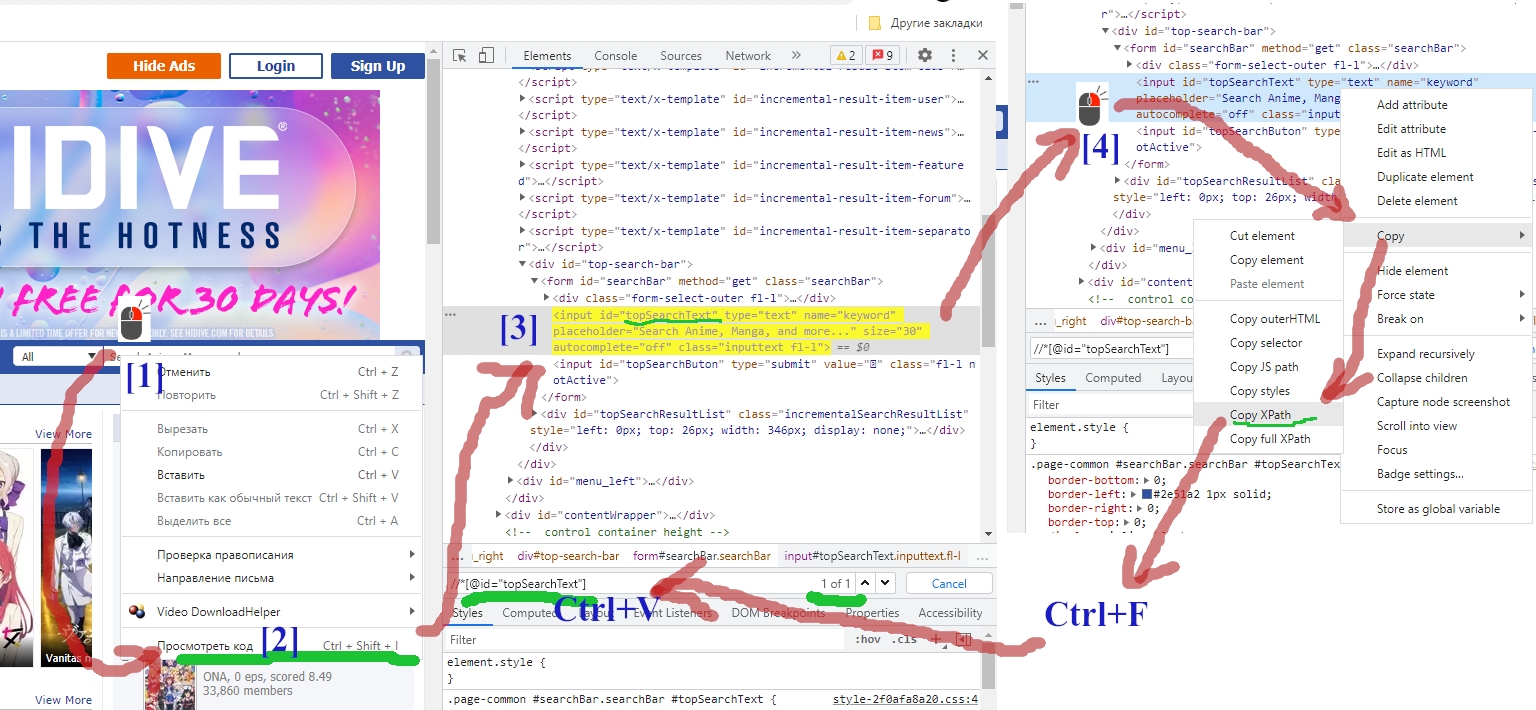 Другие закладки
Hide Ads
Login
Sign Up
IDIVE®
S THE HOTNESS
FREE FOR 30 DAYS!
IS A LIMITED TIME OFFER FOR NEW
ONLY. SEE HIDIVE.COM FOR DETAILS
All
[1]
Отменить Ctrl + Z
Повторить Ctrl + Shift + Z
Вырезать Ctrl + X
Копировать Ctrl + C
Вставить Ctrl + V
Вставить как обычный текст Ctrl + Shift + V
Выделить все Ctrl + A
Проверка правописания
Направление письма
Video DownloadHelper
Просмотреть код [2] Ctrl + Shift + I
View More
Vanitas n
View More
ONA, 0 eps, scored 8.49
33,860 members
Elements Console Sources Network » 2 9
</script>
<script type="text/x-template" id="incremental-result-item-user">…
</script>
<script type="text/x-template" id="incremental-result-item-news">…
</script>
<script type="text/x-template" id="incremental-result-item-feature
d">…</script>
<script type="text/x-template" id="incremental-result-item-forum">…
</script>
<script type="text/x-template" id="incremental-result-item-separato
r">…</script>
<div id="top-search-bar">
<form id="searchBar" method="get" class="searchBar">
<div class="form-select-outer fl-l">…</div>
[3]
<input id="topSearchText" type="text" name="keyword"
placeholder="Search Anime, Manga, and more..." size="30"
autocomplete="off" class="inputtext fl-l"> == $0
<input id="topSearchButon" type="submit" value="" class="fl-l n
otActive">
</form>
<div id="topSearchResultList" class="incrementalSearchResultList"
style="left: 0px; top: 26px; width: 346px; display: none;">…</div>
</div>
</div>
<div id="menu_left">…</div>
</div>
<div id="contentWrapper">…</div>
<!-- control container height -->
… ı_right div#top-search-bar form#searchBar.searchBar input#topSearchText.inputtext.fl-l …
//*[@id="topSearchText"] 1 of 1 Cancel
Ctrl+V
Styles Computed Layout Event Listeners DOM Breakpoints Properties Accessibility
Filter :hov .cls +
element.style {
}
.page-common #searchBar.searchBar #topSearchText { style-2f0afa8a20.css:4
r">…</script>
<div id="top-search-bar">
<form id="searchBar" method="get" class="searchBar">
<div class="form-select-outer fl-l">…</div>
<input id="topSearchText" type="text" name="keyword"
placeholder="Search Anime, Mang
autocomplete="off" class="input
[4]
<input id="topSearchButon" type
otActive">
</form>
<div id="topSearchResultList" cla
style="left: 0px; top: 26px; width
</div>
</div>
<div id="menu_
</div>
<div id="content
<!-- control co
… ı_right div#top-search-ba
//*[@id="topSearchText"]
Styles Computed Layou
Filter
element.style {
}
.page-common #searchBar.searchBar #topSearchTex
border-bottom: 0;
border-left: #2e51a2 1px solid;
border-right: 0;
border-top: 0;
Add attribute
Edit attribute
Edit as HTML
Duplicate element
Delete element
Copy
Hide element
Force state
Break on
Expand recursively
Collapse children
Capture node screenshot
Scroll into view
Focus
Badge settings...
Store as global variable
Cut element
Copy element
Paste element
Copy outerHTML
Copy selector
Copy JS path
Copy styles
Copy XPath
Copy full XPath
Ctrl+F